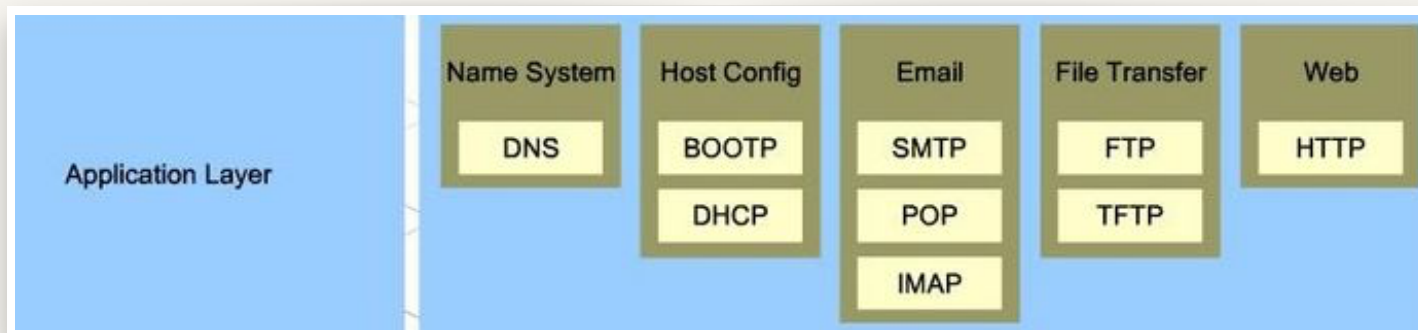 Application Layer
Name System
DNS
Host Config
BOOTP
DHCP
Email
SMTP
POP
IMAP
File Transfer
FTP
TFTP
Web
HTTP